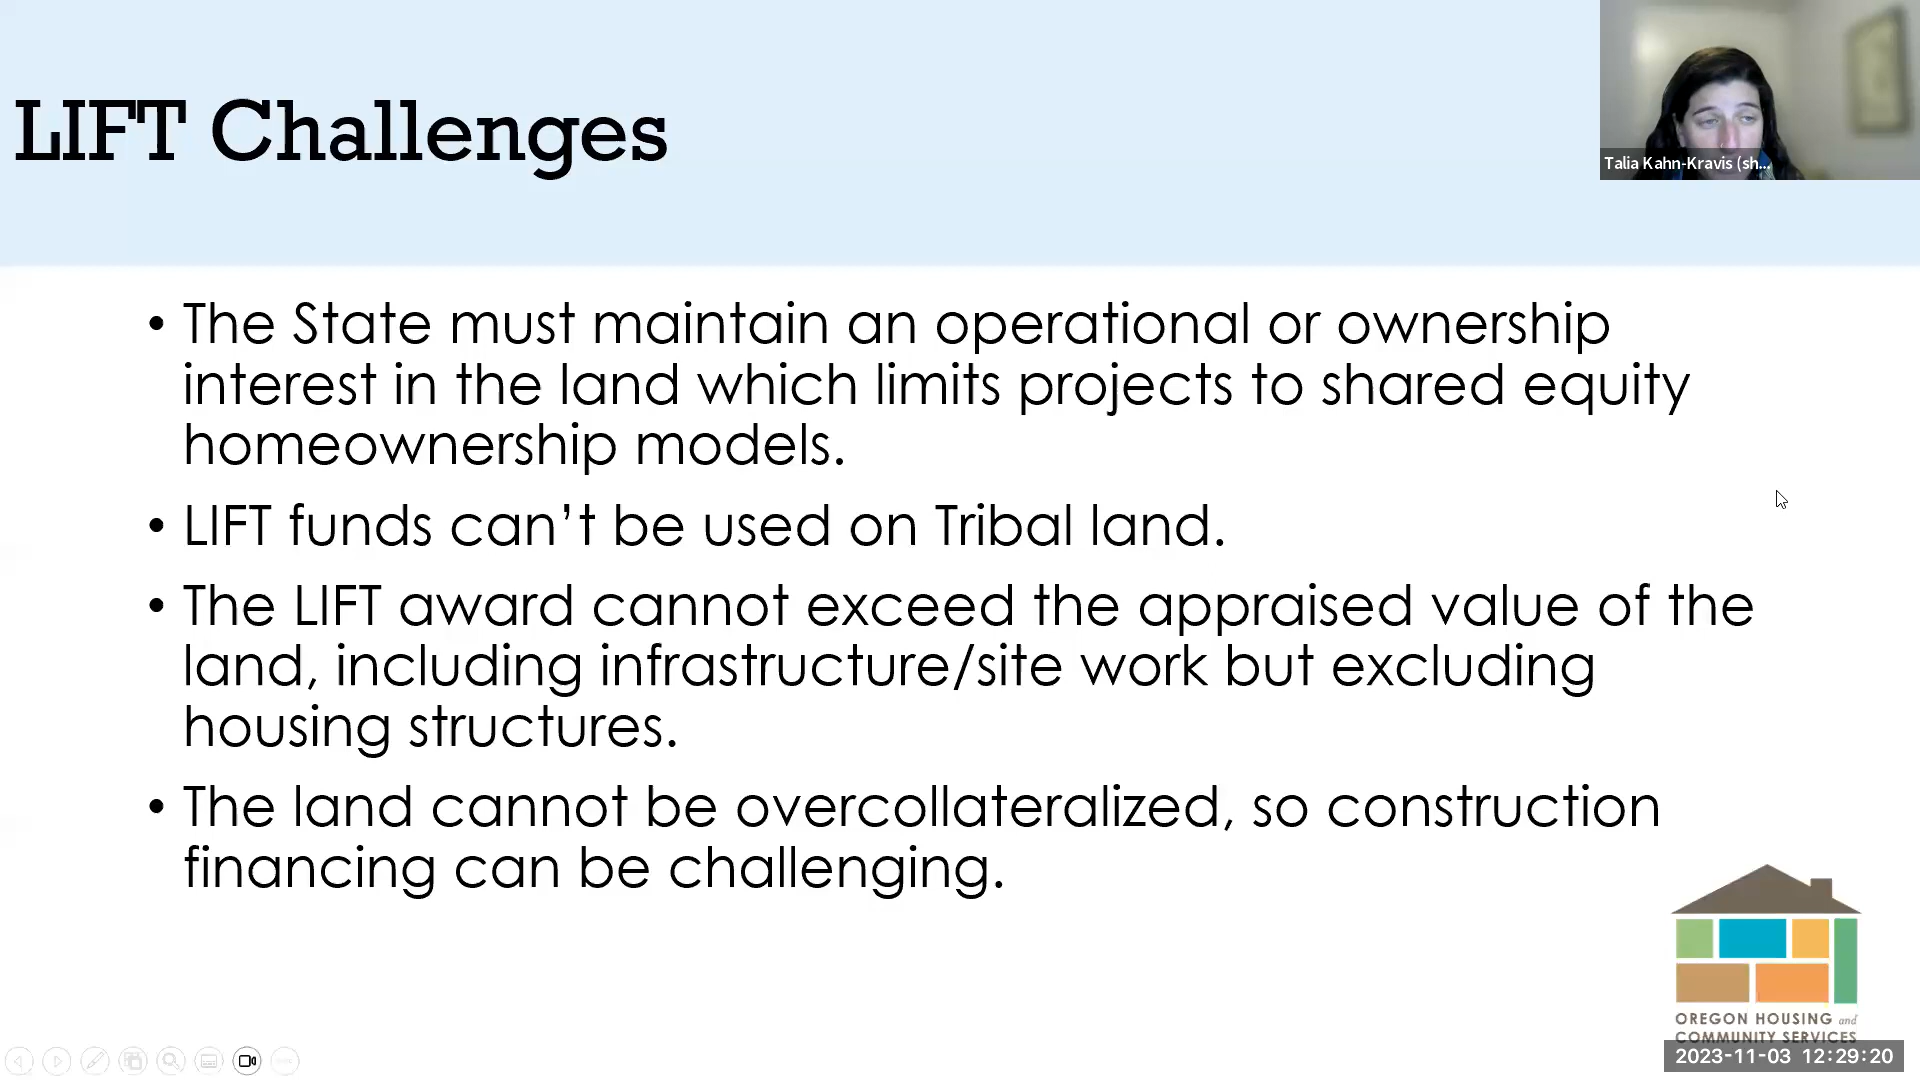 LIFT Challenges
Talia Kahn-Kravis (sh...
• The State must maintain an operational or ownership
interest in the land which limits projects to shared equity
homeownership models.
• LIFT funds can’t be used on Tribal land.
• The LIFT award cannot exceed the appraised value of the
land, including infrastructure/site work but excluding
housing structures.
• The land cannot be overcollateralized, so construction
financing can be challenging.
OREGON HOUSING and
COMMUNITY SERVICES
2023-11-03 12:29:20